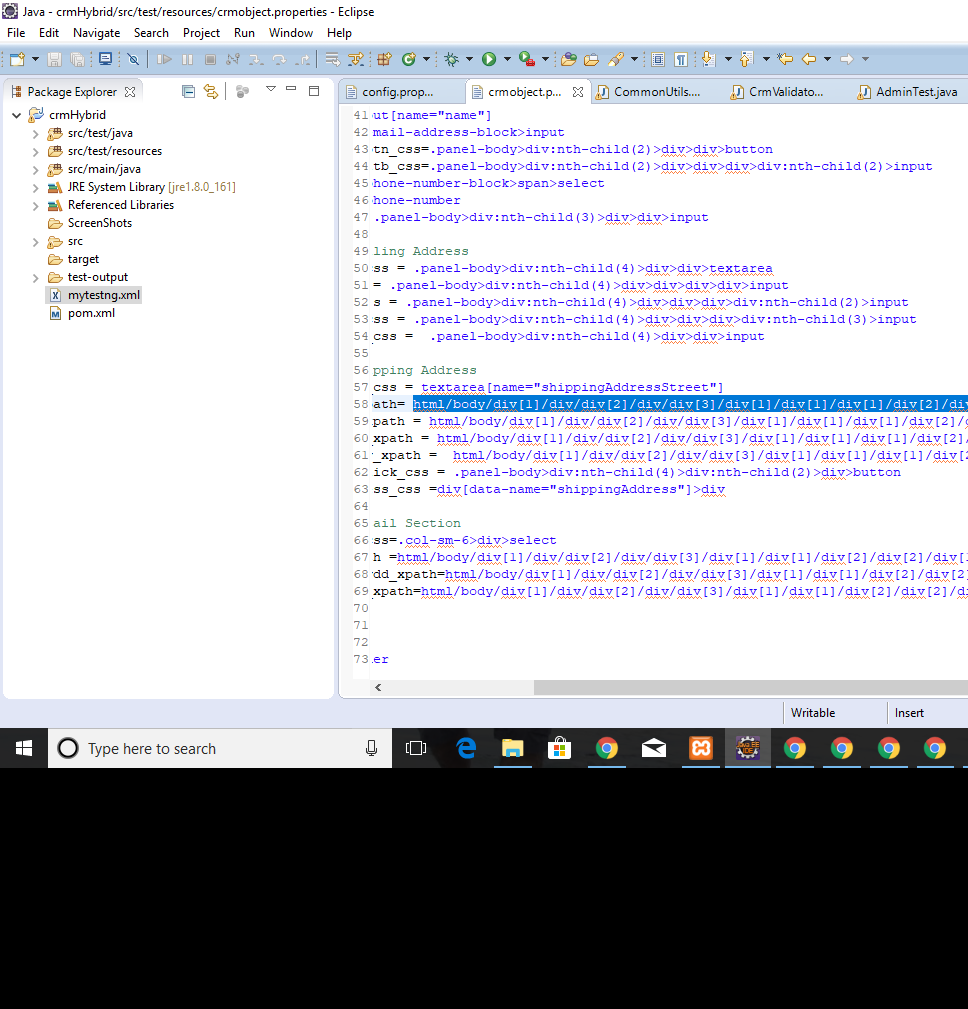 Java - crmHybrid/src/test/resources/crmobject.properties - Eclipse
File Edit Navigate Search Project Run Window Help
Package Explorer
crmHybrid
src/test/java
src/test/resources
src/main/java
JRE System Library [jre1.8.0_161]
Referenced Libraries
ScreenShots
src
target
test-output
mytestng.xml
pom.xml
config.prop... crmobject.p... CommonUtils.... CrmValidato... AdminTest.java
41 ut[name="name"]
42 mail-address-block>input
43 tn_css=.panel-body>div:nth-child(2)>div>div>button
44 tb_css=.panel-body>div:nth-child(2)>div>div>div>div:nth-child(2)>input
45 hone-number-block>span>select
46 hone-number
47 .panel-body>div:nth-child(3)>div>div>input
48
49 ling Address
50 ss = .panel-body>div:nth-child(4)>div>div>textarea
51 = .panel-body>div:nth-child(4)>div>div>div>div>input
52 s = .panel-body>div:nth-child(4)>div>div>div>div:nth-child(2)>input
53 ss = .panel-body>div:nth-child(4)>div>div>div>div:nth-child(3)>input
54 css =  .panel-body>div:nth-child(4)>div>div>input
55
56 pping Address
57 css = textarea[name="shippingAddressStreet"]
58 ath= html/body/div[1]/div/div[2]/div/div[3]/div[1]/div[1]/div[1]/div[2]/div
59 path = html/body/div[1]/div/div[2]/div/div[3]/div[1]/div[1]/div[1]/div[2]/
60 xpath = html/body/div[1]/div/div[2]/div/div[3]/div[1]/div[1]/div[1]/div[2]/
61 _xpath =  html/body/div[1]/div/div[2]/div/div[3]/div[1]/div[1]/div[1]/div[2
62 ick_css = .panel-body>div:nth-child(4)>div:nth-child(2)>div>button
63 ss_css =div[data-name="shippingAddress"]>div
64
65 ail Section
66 ss=.col-sm-6>div>select
67 h =html/body/div[1]/div/div[2]/div/div[3]/div[1]/div[1]/div[2]/div[2]/div[1
68 dd_xpath=html/body/div[1]/div/div[2]/div/div[3]/div[1]/div[1]/div[2]/div[2]
69 xpath=html/body/div[1]/div/div[2]/div/div[3]/div[1]/div[1]/div[2]/div[2]/d
70
71
72
73 er
Writable Insert
Type here to search